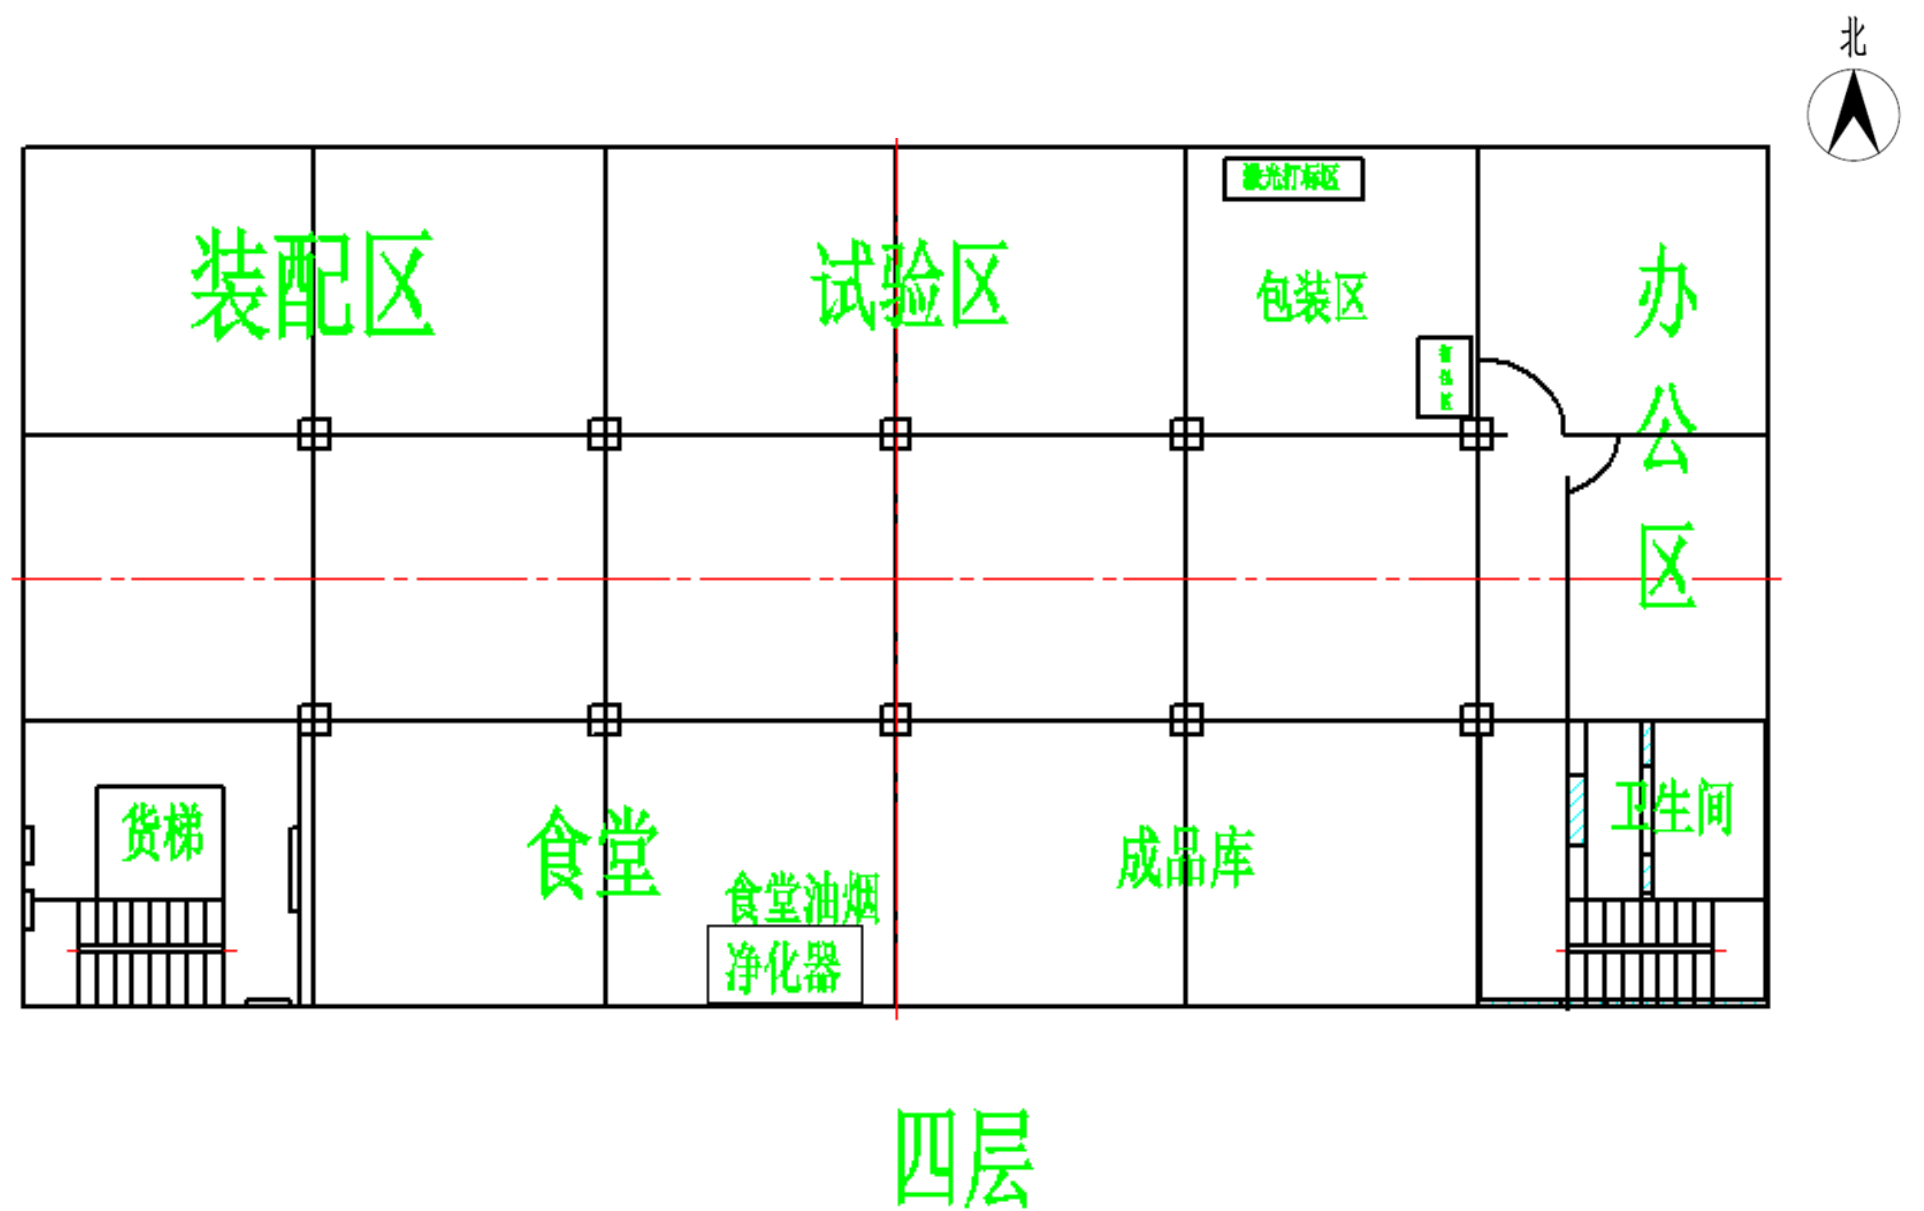 北
激光打标区
装配区
试验区
包装区
办公区
货梯
卫生间
食堂
成品库
食堂油烟
净化器
四层